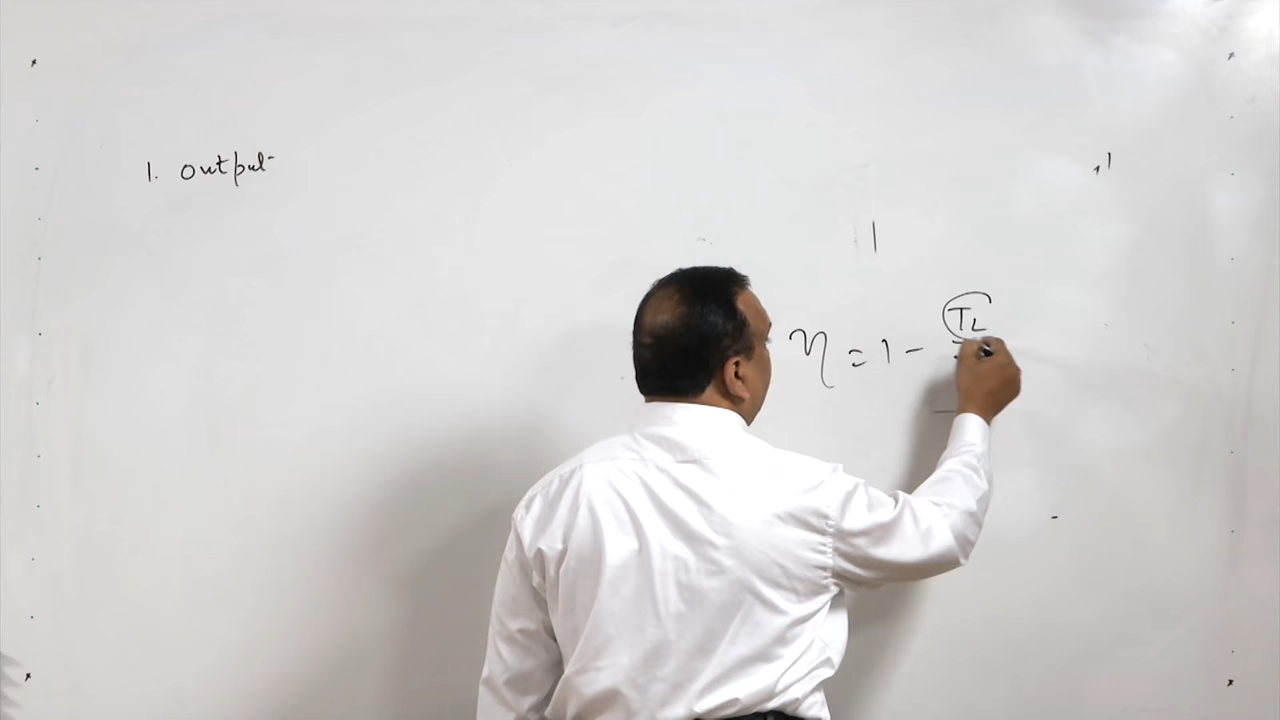 1. output
η = 1 - TL